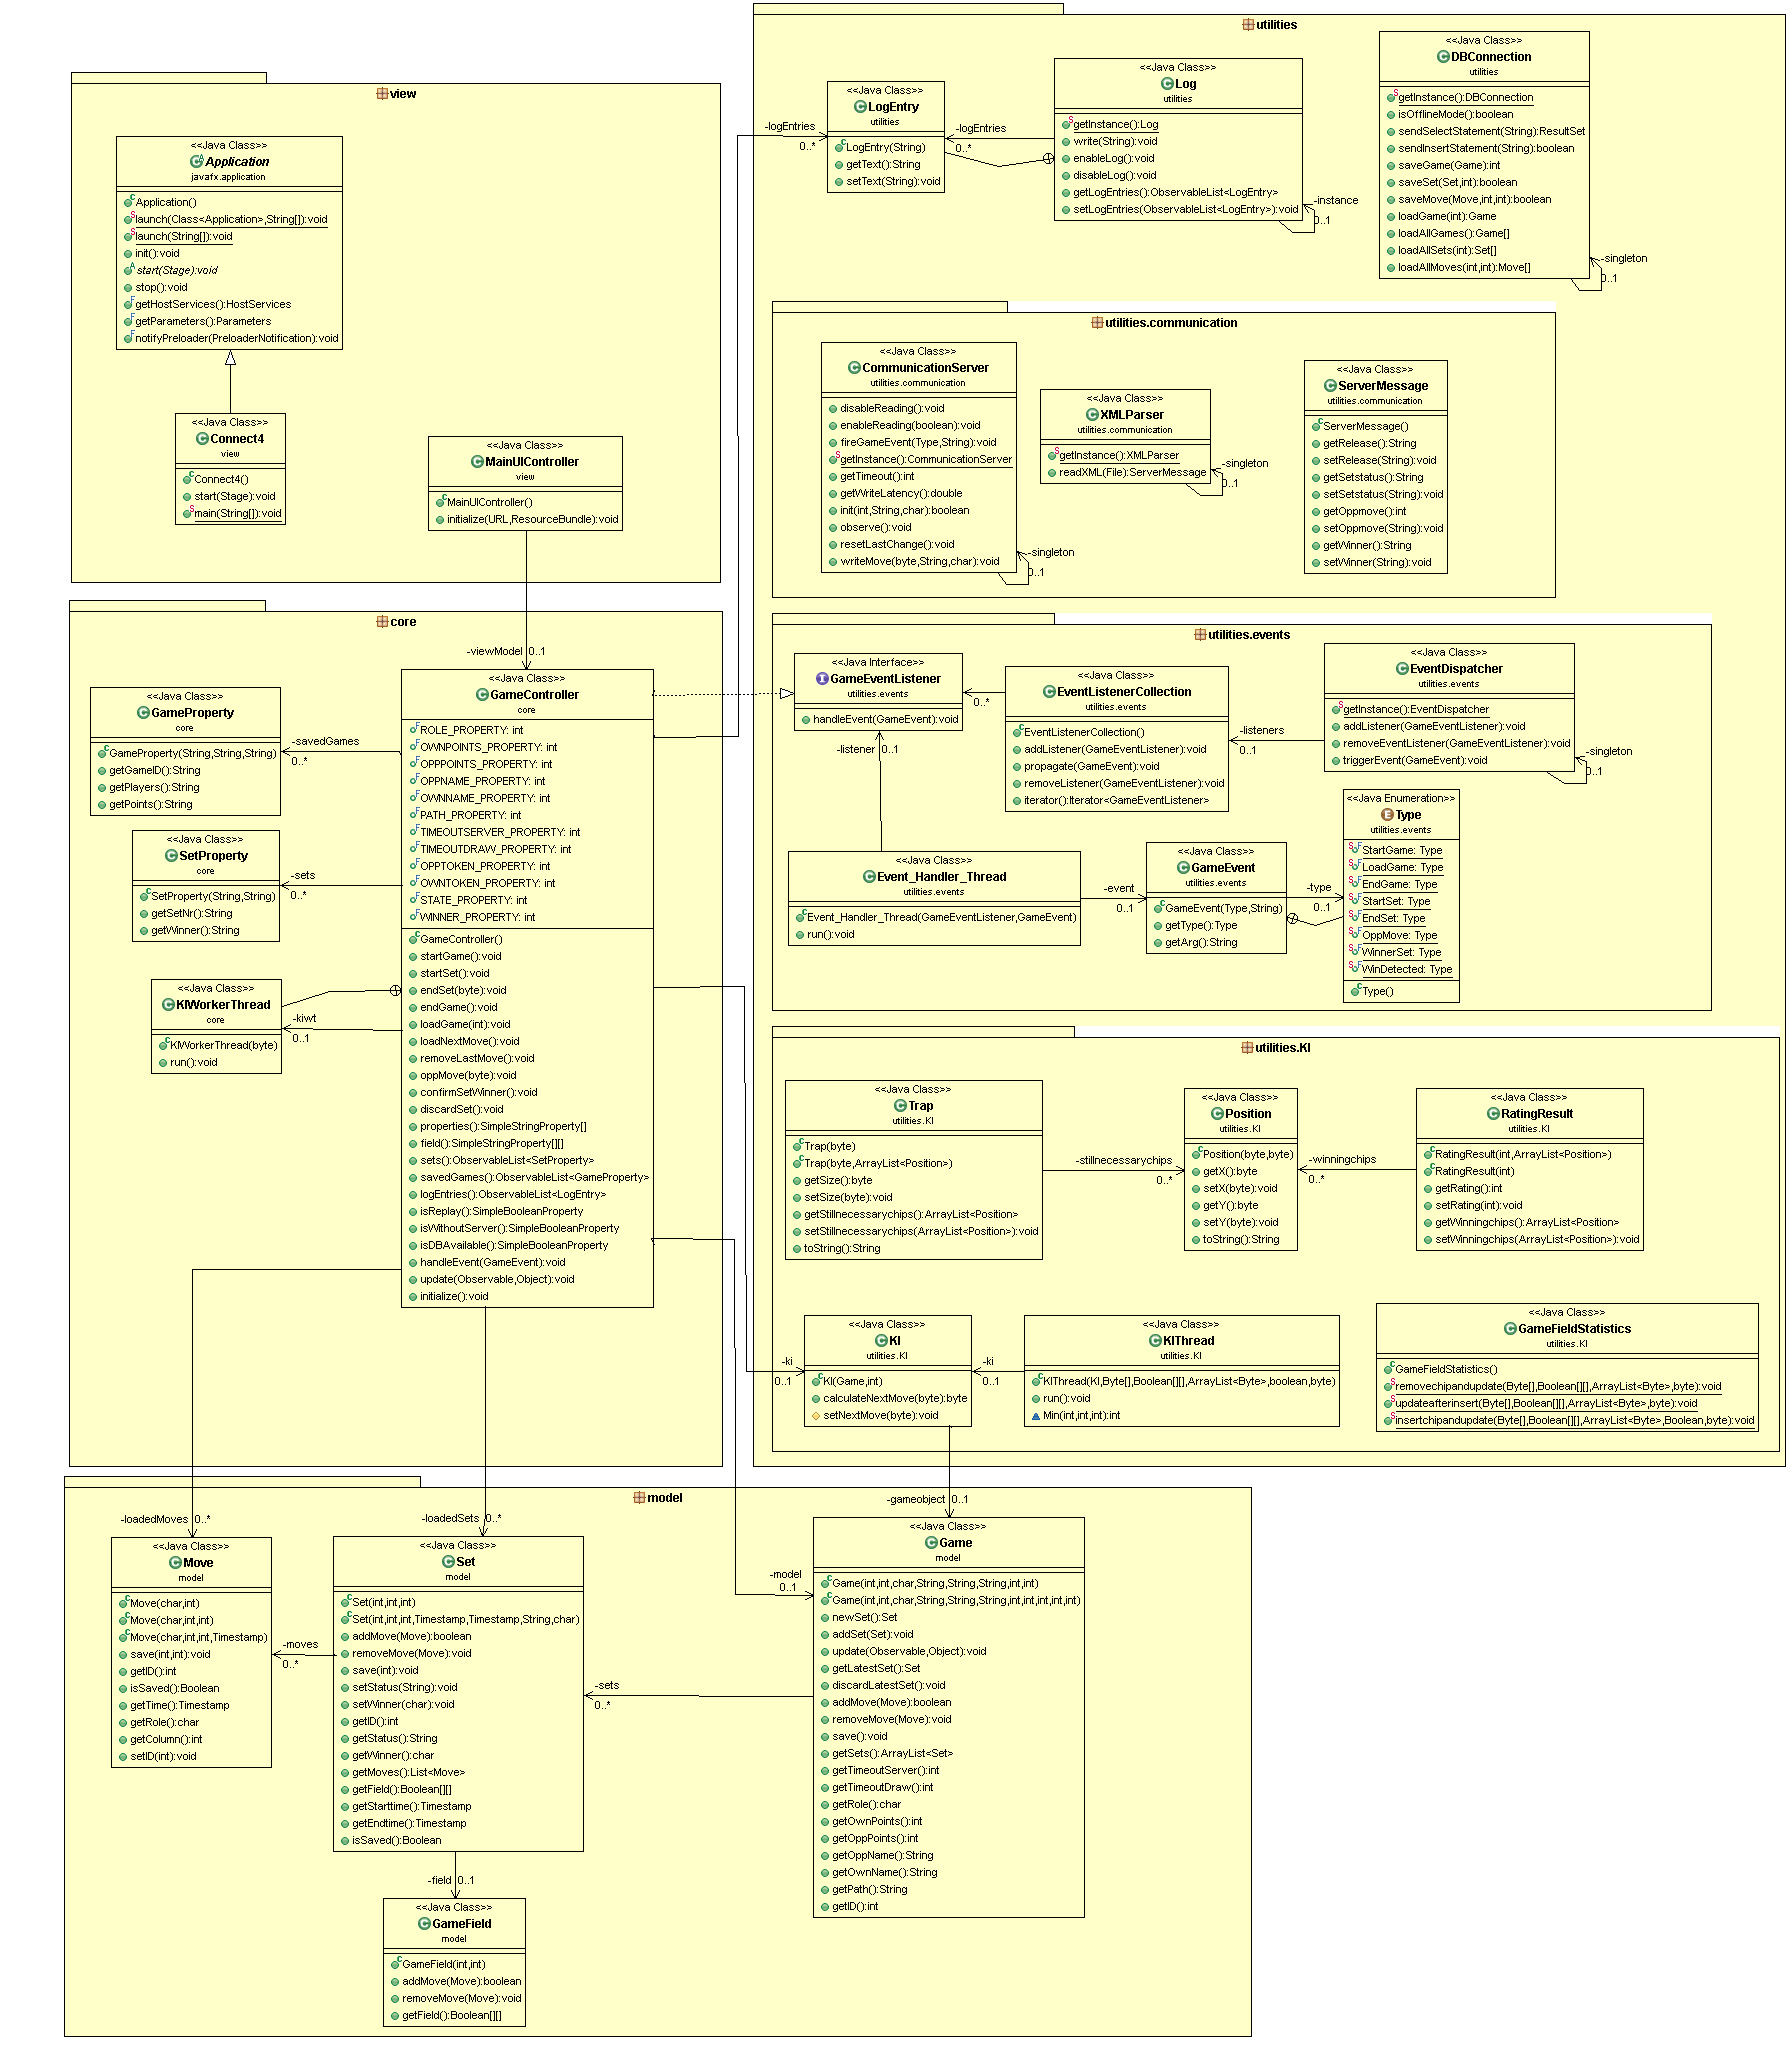 view
<<Java Class>>
Application
javafx.application
Application()
launch(Class<Application>,String[]):void
launch(String[]):void
init():void
start(Stage):void
stop():void
getHostServices():HostServices
getParameters():Parameters
notifyPreloader(PreloaderNotification):void
<<Java Class>>
Connect4
view
Connect4()
start(Stage):void
main(String[]):void
<<Java Class>>
MainUIController
view
MainUIController()
initialize(URL,ResourceBundle):void
-viewModel 0..1
core
<<Java Class>>
GameProperty
core
GameProperty(String,String,String)
getGameID():String
getPlayers():String
getPoints():String
-savedGames
0..*
<<Java Class>>
SetProperty
core
SetProperty(String,String)
getSetNr():String
getWinner():String
-sets
0..*
<<Java Class>>
KIWorkerThread
core
KIWorkerThread(byte)
run():void
-kiwt
0..1
<<Java Class>>
GameController
core
ROLE_PROPERTY: int
OWNPOINTS_PROPERTY: int
OPPPOINTS_PROPERTY: int
OPPNAME_PROPERTY: int
OWNNAME_PROPERTY: int
PATH_PROPERTY: int
TIMEOUTSERVER_PROPERTY: int
TIMEOUTDRAW_PROPERTY: int
OPPTOKEN_PROPERTY: int
OWNTOKEN_PROPERTY: int
STATE_PROPERTY: int
WINNER_PROPERTY: int
GameController()
startGame():void
startSet():void
endSet(byte):void
endGame():void
loadGame(int):void
loadNextMove():void
removeLastMove():void
oppMove(byte):void
confirmSetWinner():void
discardSet():void
properties():SimpleStringProperty[]
field():SimpleStringProperty[][]
sets():ObservableList<SetProperty>
savedGames():ObservableList<GameProperty>
logEntries():ObservableList<LogEntry>
isReplay():SimpleBooleanProperty
isWithoutServer():SimpleBooleanProperty
isDBAvailable():SimpleBooleanProperty
handleEvent(GameEvent):void
update(Observable,Object):void
initialize():void
utilities
<<Java Class>>
LogEntry
utilities
LogEntry(String)
getText():String
setText(String):void
-logEntries
0..*
-logEntries
0..*
<<Java Class>>
Log
utilities
getInstance():Log
write(String):void
enableLog():void
disableLog():void
getLogEntries():ObservableList<LogEntry>
setLogEntries(ObservableList<LogEntry>):void
-instance
0..1
<<Java Class>>
DBConnection
utilities
getInstance():DBConnection
isOfflineMode():boolean
sendSelectStatement(String):ResultSet
sendInsertStatement(String):boolean
saveGame(Game):int
saveSet(Set,int):boolean
saveMove(Move,int,int):boolean
loadGame(int):Game
loadAllGames():Game[]
loadAllSets(int):Set[]
loadAllMoves(int,int):Move[]
-singleton
0..1
utilities.communication
<<Java Class>>
CommunicationServer
utilities.communication
disableReading():void
enableReading(boolean):void
fireGameEvent(Type,String):void
getInstance():CommunicationServer
getTimeout():int
getWriteLatency():double
init(int,String,char):boolean
observe():void
resetLastChange():void
writeMove(byte,String,char):void
-singleton
0..1
<<Java Class>>
XMLParser
utilities.communication
getInstance():XMLParser
readXML(File):ServerMessage
-singleton
0..1
<<Java Class>>
ServerMessage
utilities.communication
ServerMessage()
getRelease():String
setRelease(String):void
getSetstatus():String
setSetstatus(String):void
getOppmove():int
setOppmove(String):void
getWinner():String
setWinner(String):void
utilities.events
<<Java Interface>>
GameEventListener
utilities.events
handleEvent(GameEvent):void
-listener 0..1
0..*
<<Java Class>>
EventListenerCollection
utilities.events
EventListenerCollection()
addListener(GameEventListener):void
propagate(GameEvent):void
removeListener(GameEventListener):void
iterator():Iterator<GameEventListener>
-listeners
0..1
<<Java Class>>
EventDispatcher
utilities.events
getInstance():EventDispatcher
addListener(GameEventListener):void
removeEventListener(GameEventListener):void
triggerEvent(GameEvent):void
-singleton
0..1
<<Java Class>>
Event_Handler_Thread
utilities.events
Event_Handler_Thread(GameEventListener,GameEvent)
run():void
-event
0..1
<<Java Class>>
GameEvent
utilities.events
GameEvent(Type,String)
getType():Type
getArg():String
-type
0..1
<<Java Enumeration>>
Type
utilities.events
StartGame: Type
LoadGame: Type
EndGame: Type
StartSet: Type
EndSet: Type
OppMove: Type
WinnerSet: Type
WinDetected: Type
Type()
utilities.KI
<<Java Class>>
Trap
utilities.KI
Trap(byte)
Trap(byte,ArrayList<Position>)
getSize():byte
setSize(byte):void
getStillnecessarychips():ArrayList<Position>
setStillnecessarychips(ArrayList<Position>):void
toString():String
-stillnecessarychips
0..*
<<Java Class>>
Position
utilities.KI
Position(byte,byte)
getX():byte
setX(byte):void
getY():byte
setY(byte):void
toString():String
-winningchips
0..*
<<Java Class>>
RatingResult
utilities.KI
RatingResult(int,ArrayList<Position>)
RatingResult(int)
getRating():int
setRating(int):void
getWinningchips():ArrayList<Position>
setWinningchips(ArrayList<Position>):void
-ki
0..1
<<Java Class>>
KI
utilities.KI
KI(Game,int)
calculateNextMove(byte):byte
setNextMove(byte):void
-ki
0..1
<<Java Class>>
KIThread
utilities.KI
KIThread(KI,Byte[],Boolean[][],ArrayList<Byte>,boolean,byte)
run():void
Min(int,int,int):int
<<Java Class>>
GameFieldStatistics
utilities.KI
GameFieldStatistics()
removechipandupdate(Byte[],Boolean[][],ArrayList<Byte>,byte):void
updateafterinsert(Byte[],Boolean[][],ArrayList<Byte>,byte):void
insertchipandupdate(Byte[],Boolean[][],ArrayList<Byte>,Boolean,byte):void
model
-loadedMoves 0..*
<<Java Class>>
Move
model
Move(char,int)
Move(char,int,int)
Move(char,int,int,Timestamp)
save(int,int):void
getID():int
isSaved():Boolean
getTime():Timestamp
getRole():char
getColumn():int
setID(int):void
-moves
0..*
-loadedSets 0..*
<<Java Class>>
Set
model
Set(int,int,int)
Set(int,int,int,Timestamp,Timestamp,String,char)
addMove(Move):boolean
removeMove(Move):void
save(int):void
setStatus(String):void
setWinner(char):void
getID():int
getStatus():String
getWinner():char
getMoves():List<Move>
getField():Boolean[][]
getStarttime():Timestamp
getEndtime():Timestamp
isSaved():Boolean
-sets
0..*
-field 0..1
<<Java Class>>
GameField
model
GameField(int,int)
addMove(Move):boolean
removeMove(Move):void
getField():Boolean[][]
-gameobject 0..1
-model
0..1
<<Java Class>>
Game
model
Game(int,int,char,String,String,String,int,int)
Game(int,int,char,String,String,String,int,int,int,int,int)
newSet():Set
addSet(Set):void
update(Observable,Object):void
getLatestSet():Set
discardLatestSet():void
addMove(Move):boolean
removeMove(Move):void
save():void
getSets():ArrayList<Set>
getTimeoutServer():int
getTimeoutDraw():int
getRole():char
getOwnPoints():int
getOppPoints():int
getOppName():String
getOwnName():String
getPath():String
getID():int